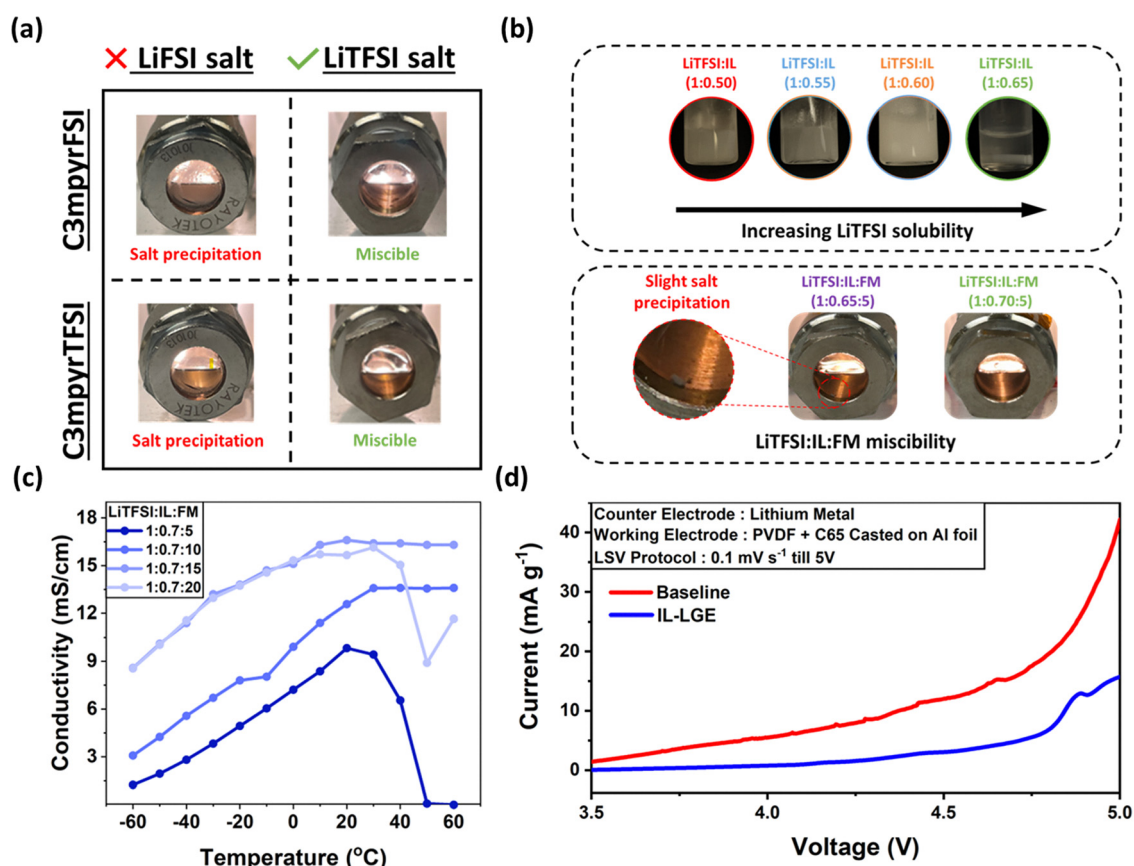 (a)
LiFSI salt
LiTFSI salt
C3mpyrFSI
J01013
RAYOTEK
Salt precipitation
Miscible
C3mpyrTFSI
J01013
RAYOTEK
Salt precipitation
Miscible
(b)
LiTFSI:IL
(1:0.50)
LiTFSI:IL
(1:0.55)
LiTFSI:IL
(1:0.60)
LiTFSI:IL
(1:0.65)
Increasing LiTFSI solubility
Slight salt
precipitation
LiTFSI:IL:FM
(1:0.65:5)
LiTFSI:IL:FM
(1:0.70:5)
LiTFSI:IL:FM miscibility
(c)
LiTFSI:IL:FM
1:0.7:5
1:0.7:10
1:0.7:15
1:0.7:20
Conductivity (mS/cm)
18
15
12
9
6
3
-60
-40
-20
0
20
40
60
Temperature (°C)
(d)
Counter Electrode : Lithium Metal
Working Electrode : PVDF + C65 Casted on Al foil
LSV Protocol : 0.1 mV s⁻¹ till 5V
Baseline
IL-LGE
Current (mA g⁻¹)
40
30
20
10
0
3.5
4.0
4.5
5.0
Voltage (V)